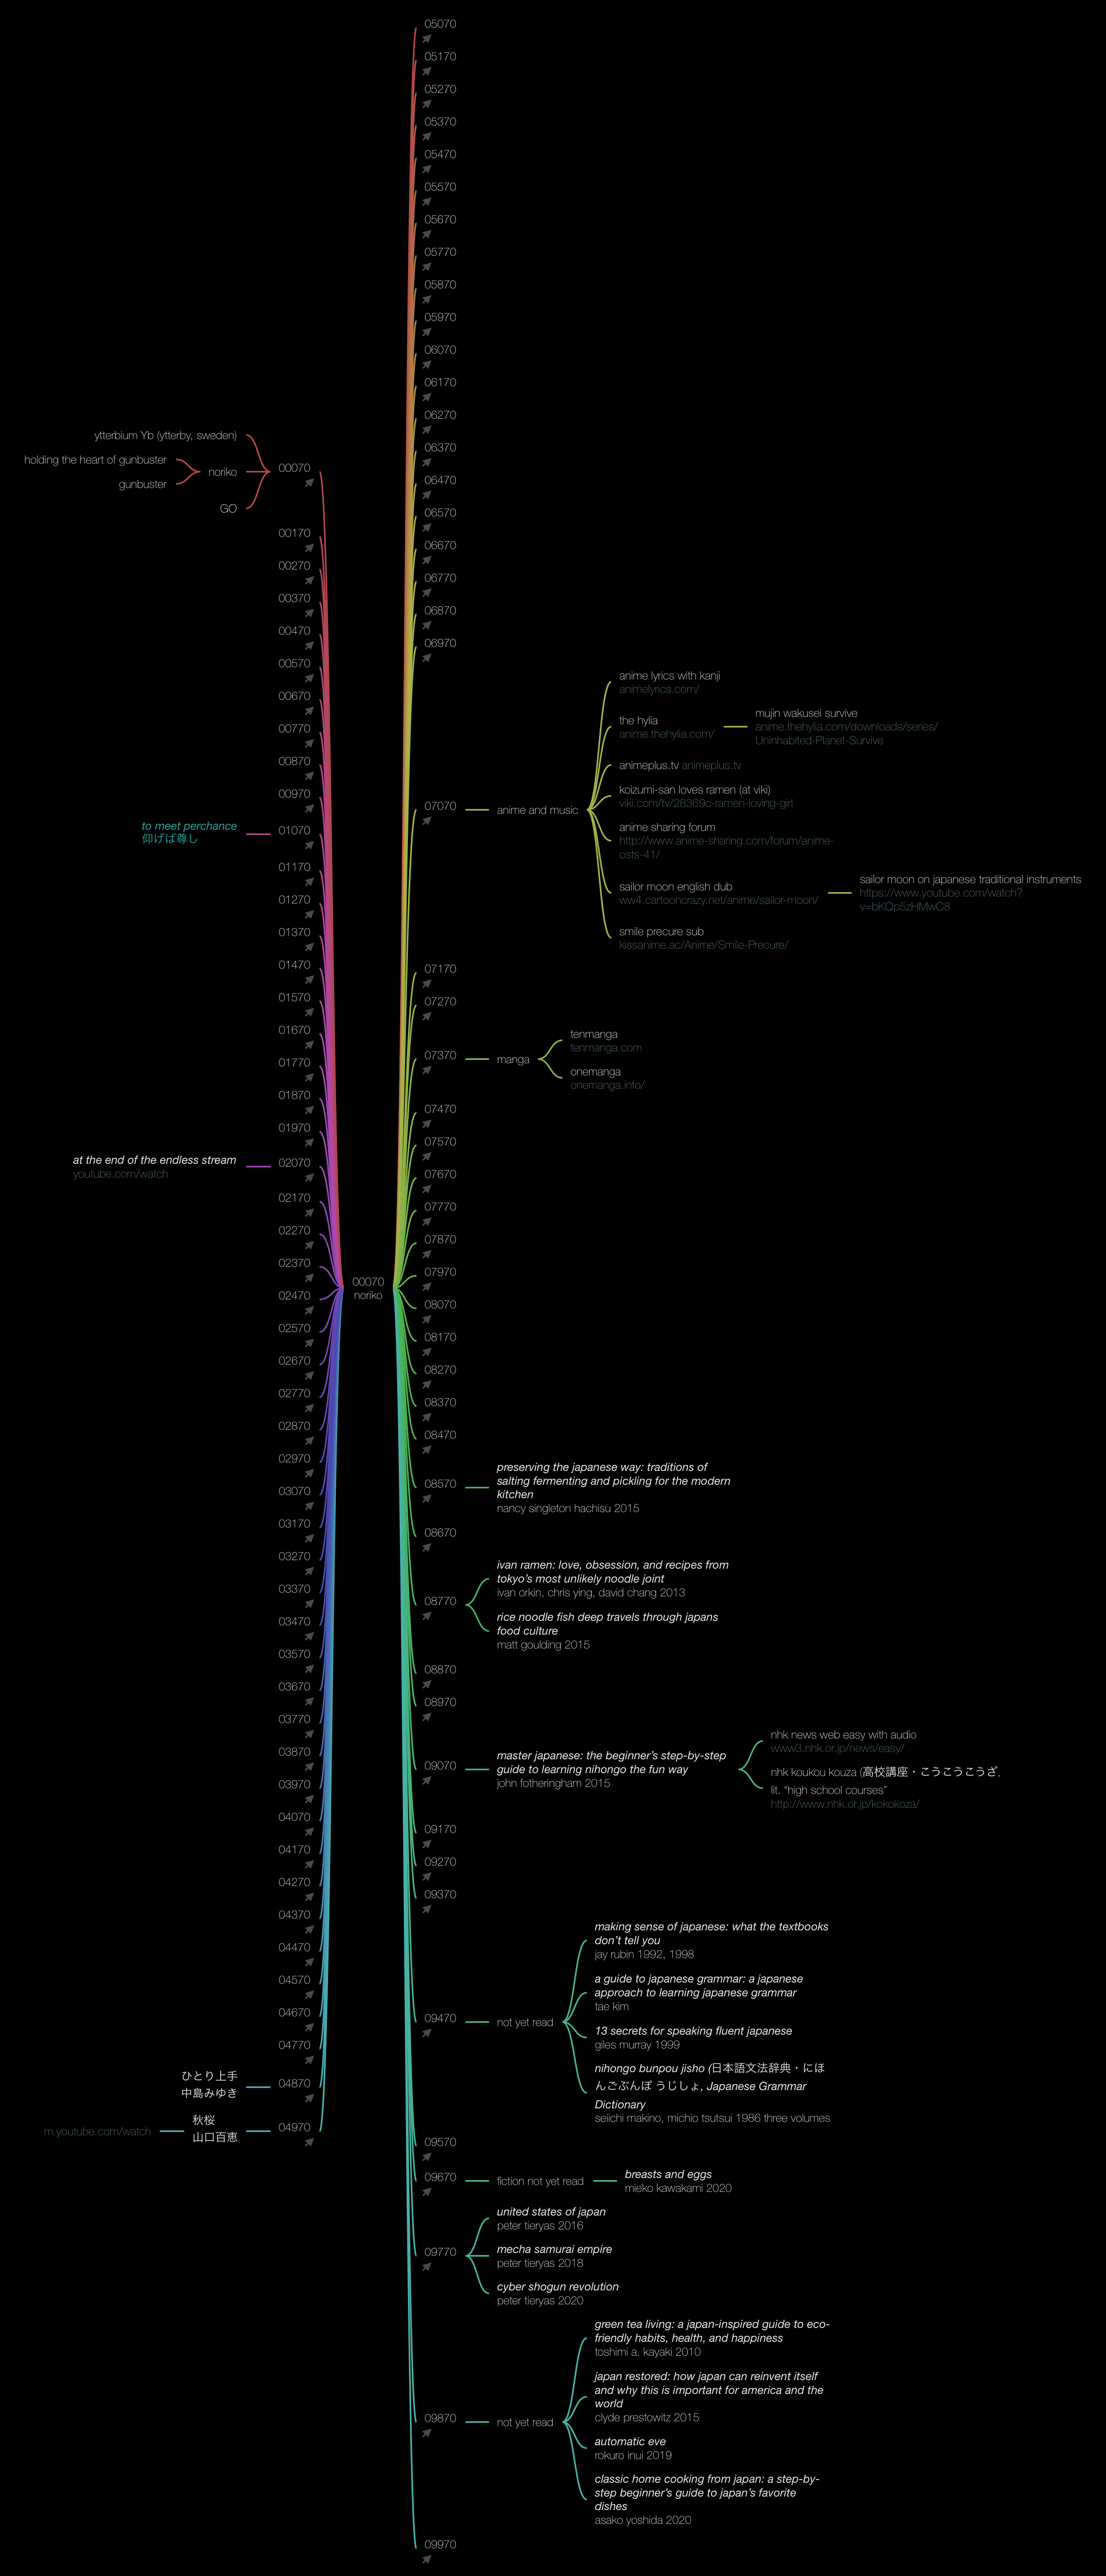 ytterbium Yb (ytterby, sweden)
holding the heart of gunbuster
gunbuster
noriko
GO
00070
00170
00270
00370
00470
00570
00670
00770
00870
00970
to meet perchance
仰げば尊し
01070
01170
01270
01370
01470
01570
01670
01770
01870
01970
at the end of the endless stream
youtube.com/watch
02070
02170
02270
02370
02470
02570
02670
02770
02870
02970
03070
03170
03270
03370
03470
03570
03670
03770
03870
03970
04070
04170
04270
04370
04470
04570
04670
04770
ひとり上手
中島みゆき
04870
m.youtube.com/watch
秋桜
山口百恵
04970
00070
noriko
05070
05170
05270
05370
05470
05570
05670
05770
05870
05970
06070
06170
06270
06370
06470
06570
06670
06770
06870
06970
07070
anime and music
anime lyrics with kanji
animelyrics.com/
the hylia
anime.thehylia.com/
mujin wakusei survive
anime.thehylia.com/downloads/series/
Uninhabited-Planet-Survive
animeplus.tv animeplus.tv
koizumi-san loves ramen (at viki)
viki.com/tv/28369c-ramen-loving-girl
anime sharing forum
http://www.anime-sharing.com/forum/anime-
osts-41/
sailor moon english dub
ww4.cartooncrazy.net/anime/sailor-moon/
sailor moon on japanese traditional instruments
https://www.youtube.com/watch?
v=bKQp5zHMwC8
smile precure sub
kissanime.ac/Anime/Smile-Precure/
07170
07270
07370
manga
tenmanga
tenmanga.com
onemanga
onemanga.info/
07470
07570
07670
07770
07870
07970
08070
08170
08270
08370
08470
08570
preserving the japanese way: traditions of
salting fermenting and pickling for the modern
kitchen
nancy singleton hachisu 2015
08670
08770
ivan ramen: love, obsession, and recipes from
tokyo's most unlikely noodle joint
ivan orkin, chris ying, david chang 2013
rice noodle fish deep travels through japans
food culture
matt goulding 2015
08870
08970
09070
master japanese: the beginner's step-by-step
guide to learning nihongo the fun way
john fotheringham 2015
nhk news web easy with audio
www3.nhk.or.jp/news/easy/
nhk koukou kouza (高校講座・こうこうこうざ,
lit. "high school courses"
http://www.nhk.or.jp/kokokoza/
09170
09270
09370
09470
not yet read
making sense of japanese: what the textbooks
don't tell you
jay rubin 1992, 1998
a guide to japanese grammar: a japanese
approach to learning japanese grammar
tae kim
13 secrets for speaking fluent japanese
giles murray 1999
nihongo bunpou jisho (日本語文法辞典・にほ
んごぶんぽ うじしょ, Japanese Grammar
Dictionary
seiichi makino, michio tsutsui 1986 three volumes
09570
09670
fiction not yet read
breasts and eggs
mieko kawakami 2020
09770
united states of japan
peter tieryas 2016
mecha samurai empire
peter tieryas 2018
cyber shogun revolution
peter tieryas 2020
09870
not yet read
green tea living: a japan-inspired guide to eco-
friendly habits, health, and happiness
toshimi a. kayaki 2010
japan restored: how japan can reinvent itself
and why this is important for america and the
world
clyde prestowitz 2015
automatic eve
rokuro inui 2019
classic home cooking from japan: a step-by-
step beginner's guide to japan's favorite
dishes
asako yoshida 2020
09970